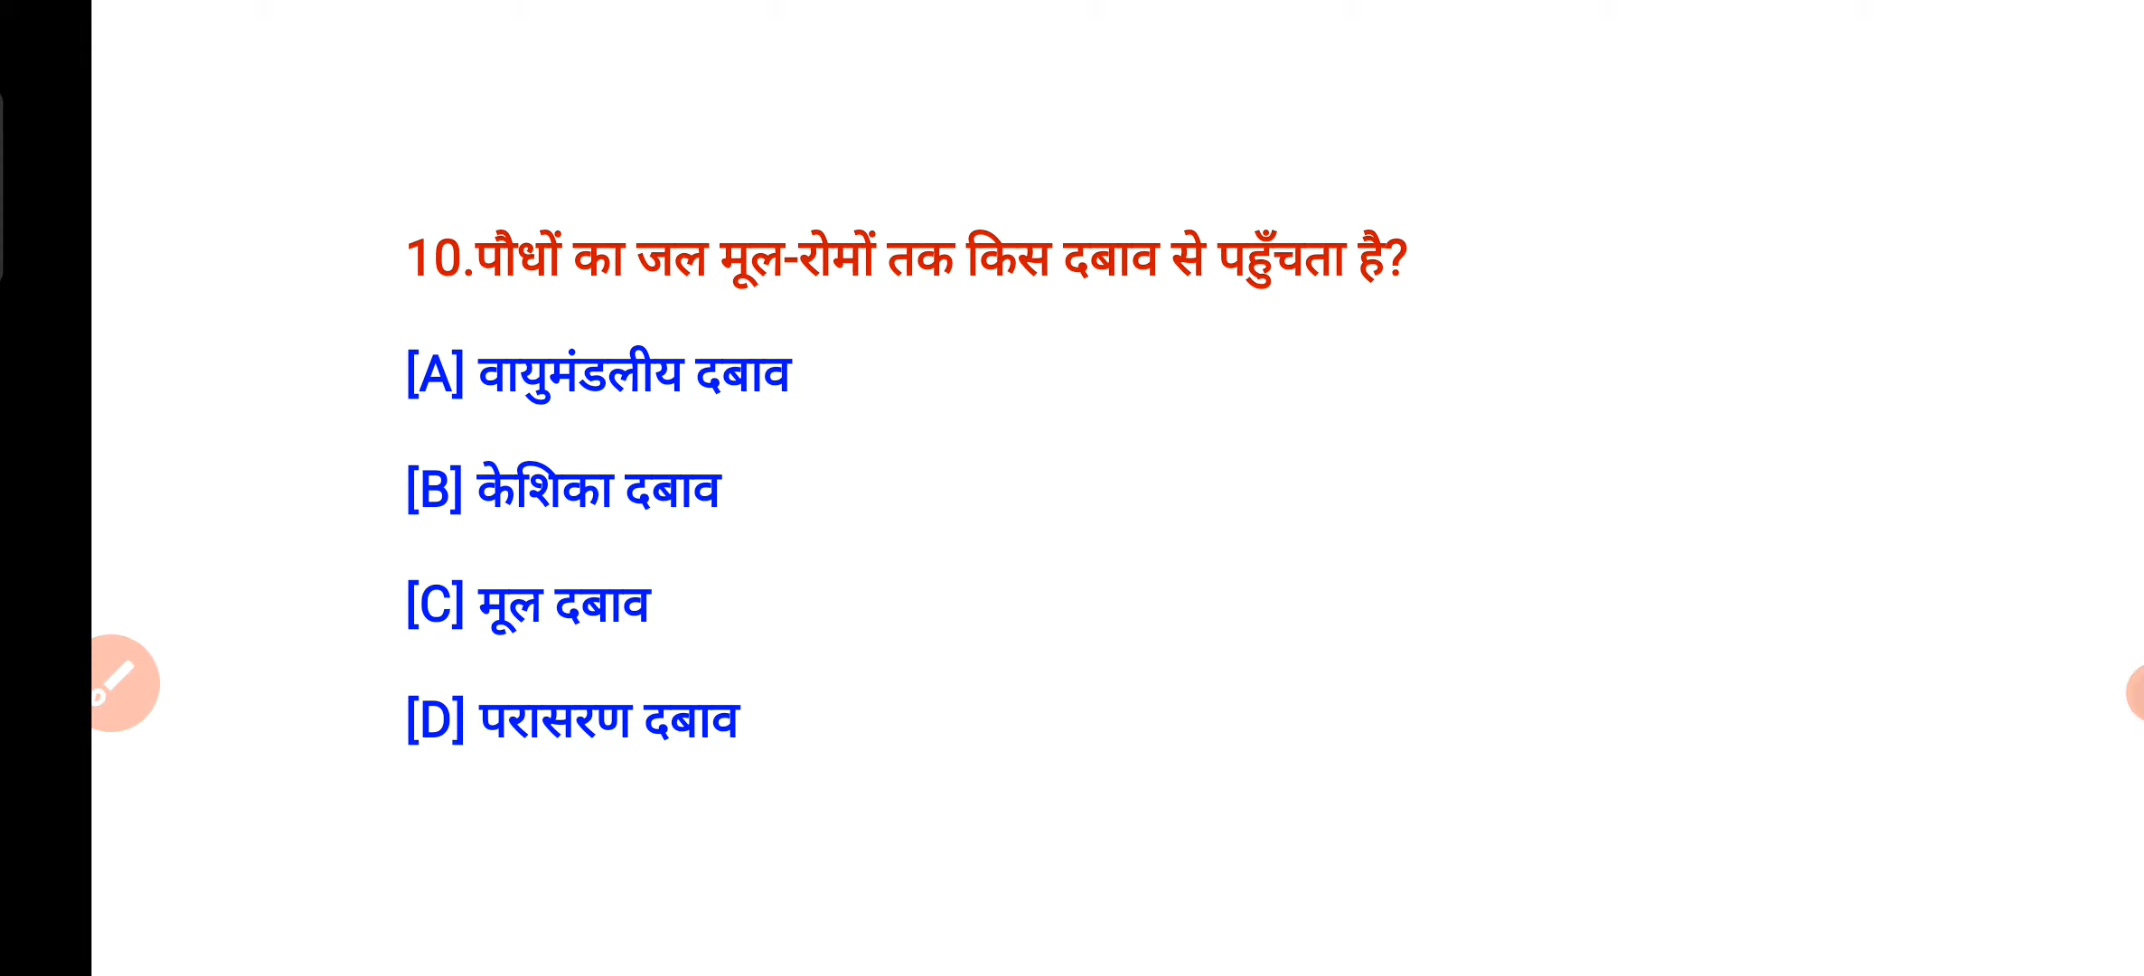 10.पौधों का जल मूल-रोमों तक किस दबाव से पहुँचता है?
[A] वायुमंडलीय दबाव
[B] केशिका दबाव
[C] मूल दबाव
[D] परासरण दबाव